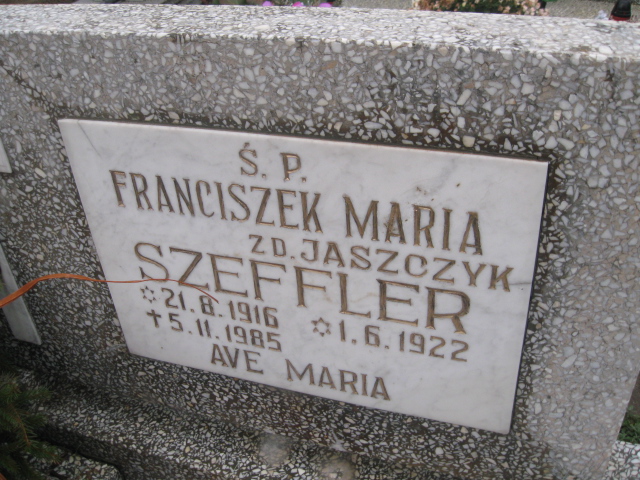 Ś. P.
FRANCISZEK MARIA
ZD. JASZCZYK
SZEFFLER
✡ 21.8.1916 ✡ 1.6.1922
✝ 5.11.1985
AVE MARIA